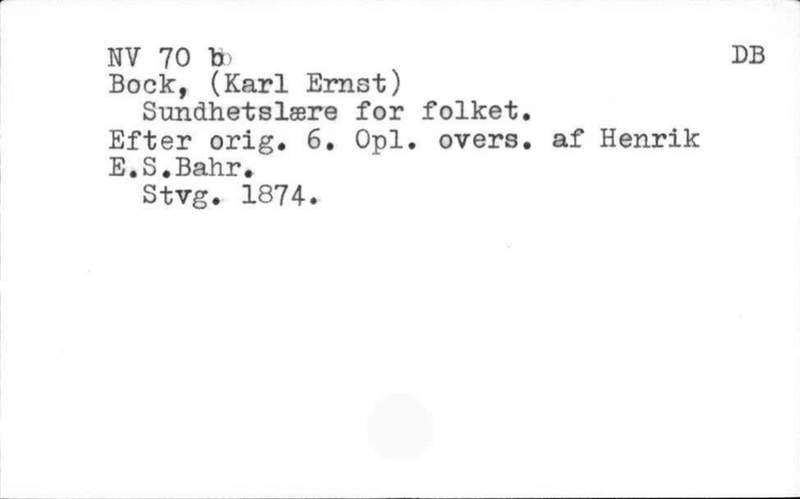 NV 70 b DB
Bock, (Karl Ernst)
Sundhetslære for folket.
Efter orig. 6. Opl. overs. af Henrik
E.S.Bahr.
Stvg. 1874.